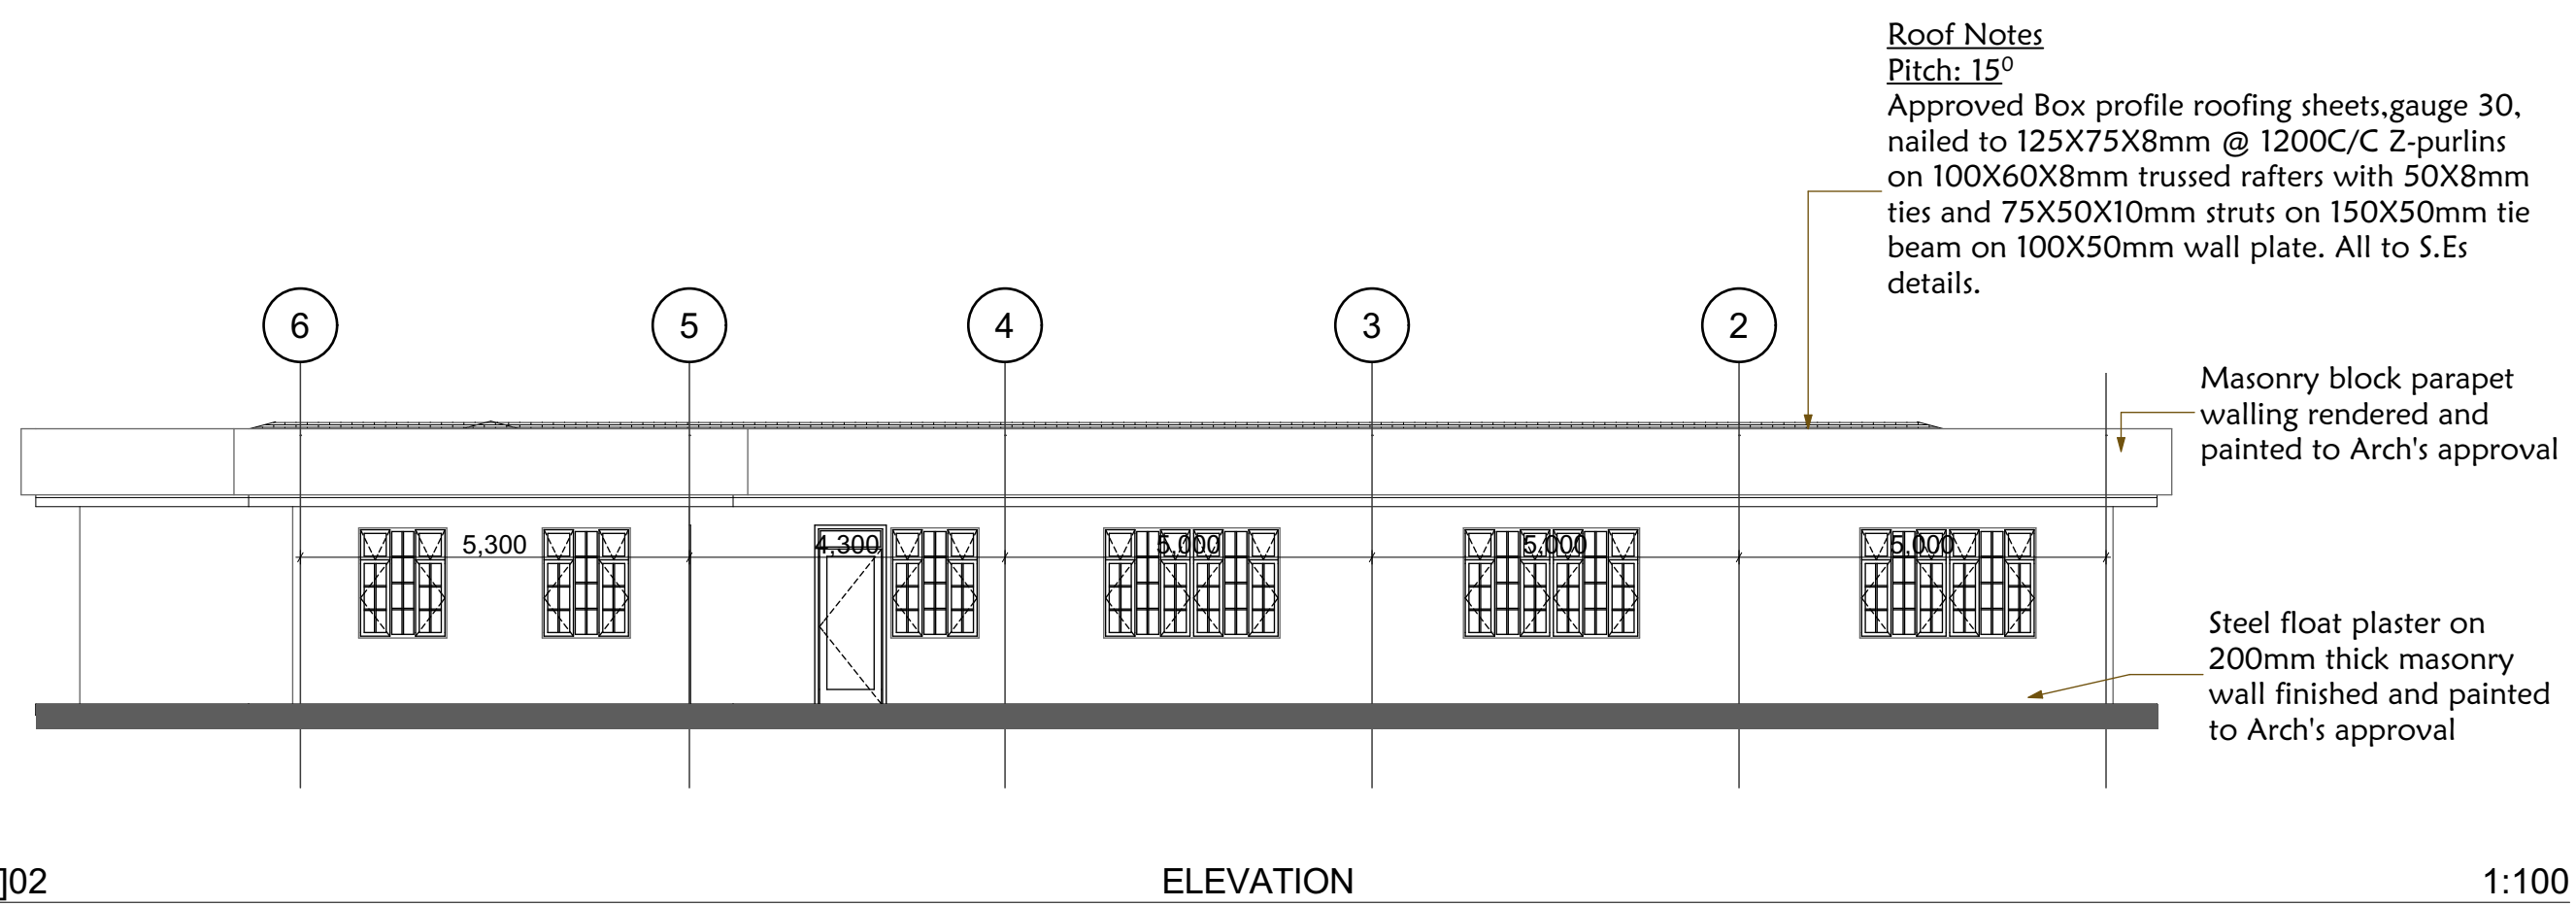 Roof Notes
Pitch: 15⁰
Approved Box profile roofing sheets,gauge 30,
nailed to 125X75X8mm @ 1200C/C Z-purlins
on 100X60X8mm trussed rafters with 50X8mm
ties and 75X50X10mm struts on 150X50mm tie
beam on 100X50mm wall plate. All to S.Es
details.
6
5
4
3
2
Masonry block parapet
walling rendered and
painted to Arch's approval
5,300
4,300
5,000
5,000
5,000
Steel float plaster on
200mm thick masonry
wall finished and painted
to Arch's approval
]02
ELEVATION
1:100